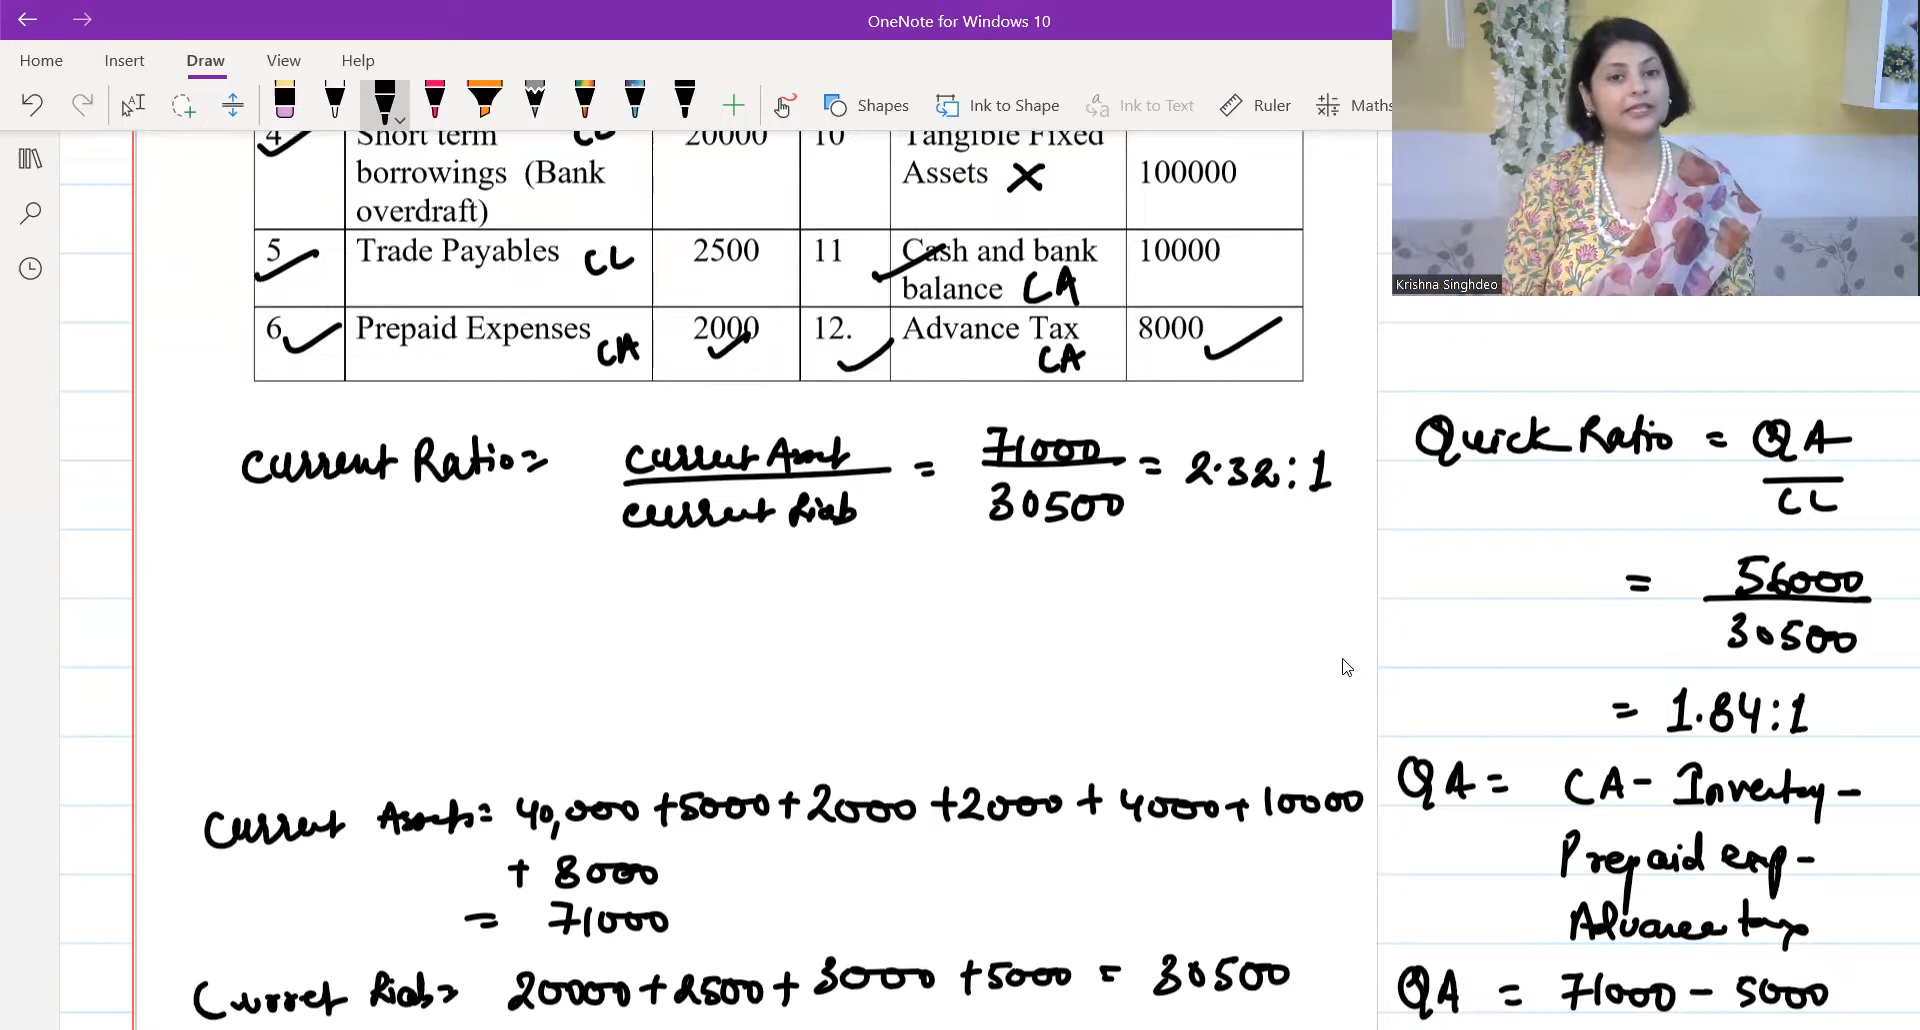 OneNote for Windows 10
Home Insert Draw View Help
Shapes Ink to Shape Ink to Text Ruler Maths
4 Short term borrowings (Bank overdraft) CL 20000 10 Tangible Fixed Assets X 100000
5 Trade Payables CL 2500 11 Cash and bank balance CA 10000
6 Prepaid Expenses CA 2000 12. Advance Tax CA 8000
Krishna Singhdeo
Current Ratio = Current Asset / Current Liab = 71000 / 30500 = 2.32:1
Current Assets = 40,000 + 5000 + 2000 + 2000 + 4000 + 10000
+ 8000
= 71000
Curret Liab = 20000 + 2500 + 3000 + 5000 = 30500
Quick Ratio = QA / CL
= 56000 / 30500
= 1.84:1
QA = CA - Inventory -
Prepaid exp -
Advance tax
QA = 71000 - 5000